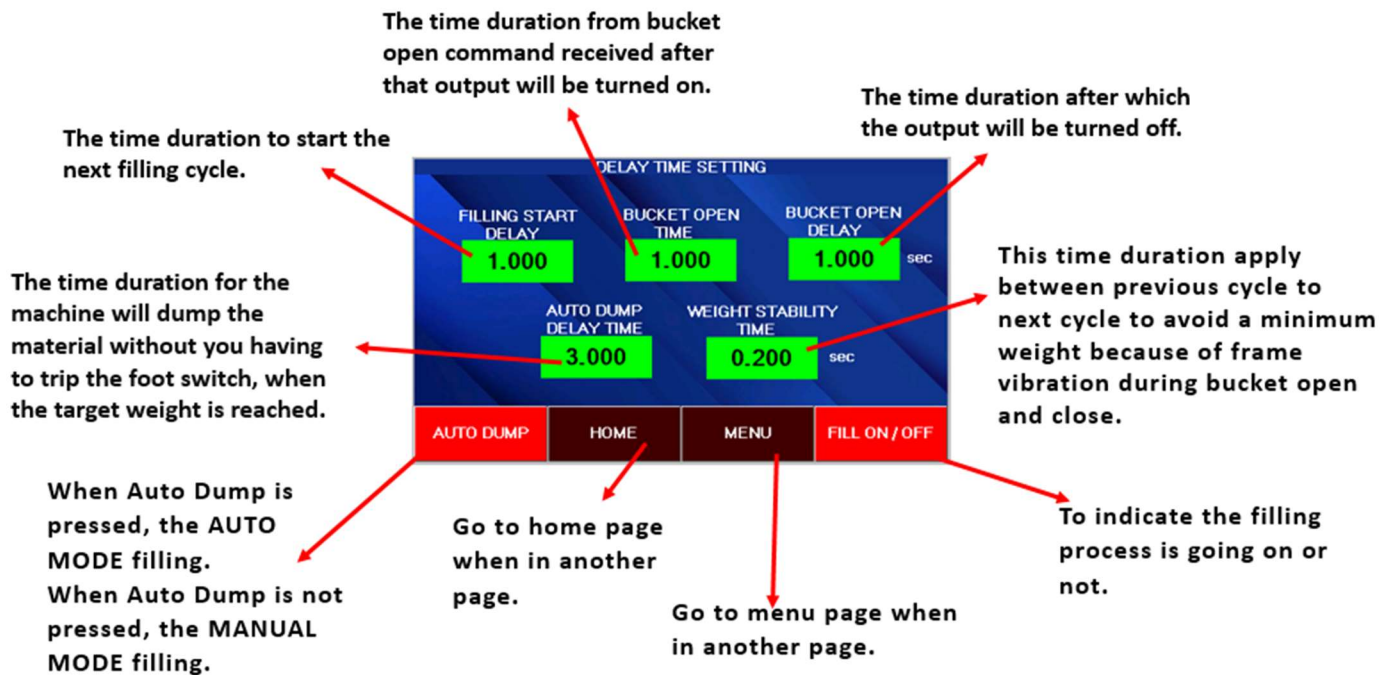 The time duration from bucket
open command received after
that output will be turned on.
The time duration after which
the output will be turned off.
The time duration to start the
next filling cycle.
DELAY TIME SETTING
FILLING START
DELAY
1.000
BUCKET OPEN
TIME
1.000
BUCKET OPEN
DELAY
1.000
sec
The time duration for the
machine will dump the
material without you having
to trip the foot switch, when
the target weight is reached.
AUTO DUMP
DELAY TIME
3.000
WEIGHT STABILITY
TIME
0.200
sec
This time duration apply
between previous cycle to
next cycle to avoid a minimum
weight because of frame
vibration during bucket open
and close.
AUTO DUMP
HOME
MENU
FILL ON / OFF
When Auto Dump is
pressed, the AUTO
MODE filling.
When Auto Dump is not
pressed, the MANUAL
MODE filling.
Go to home page
when in another
page.
Go to menu page when
in another page.
To indicate the filling
process is going on or
not.